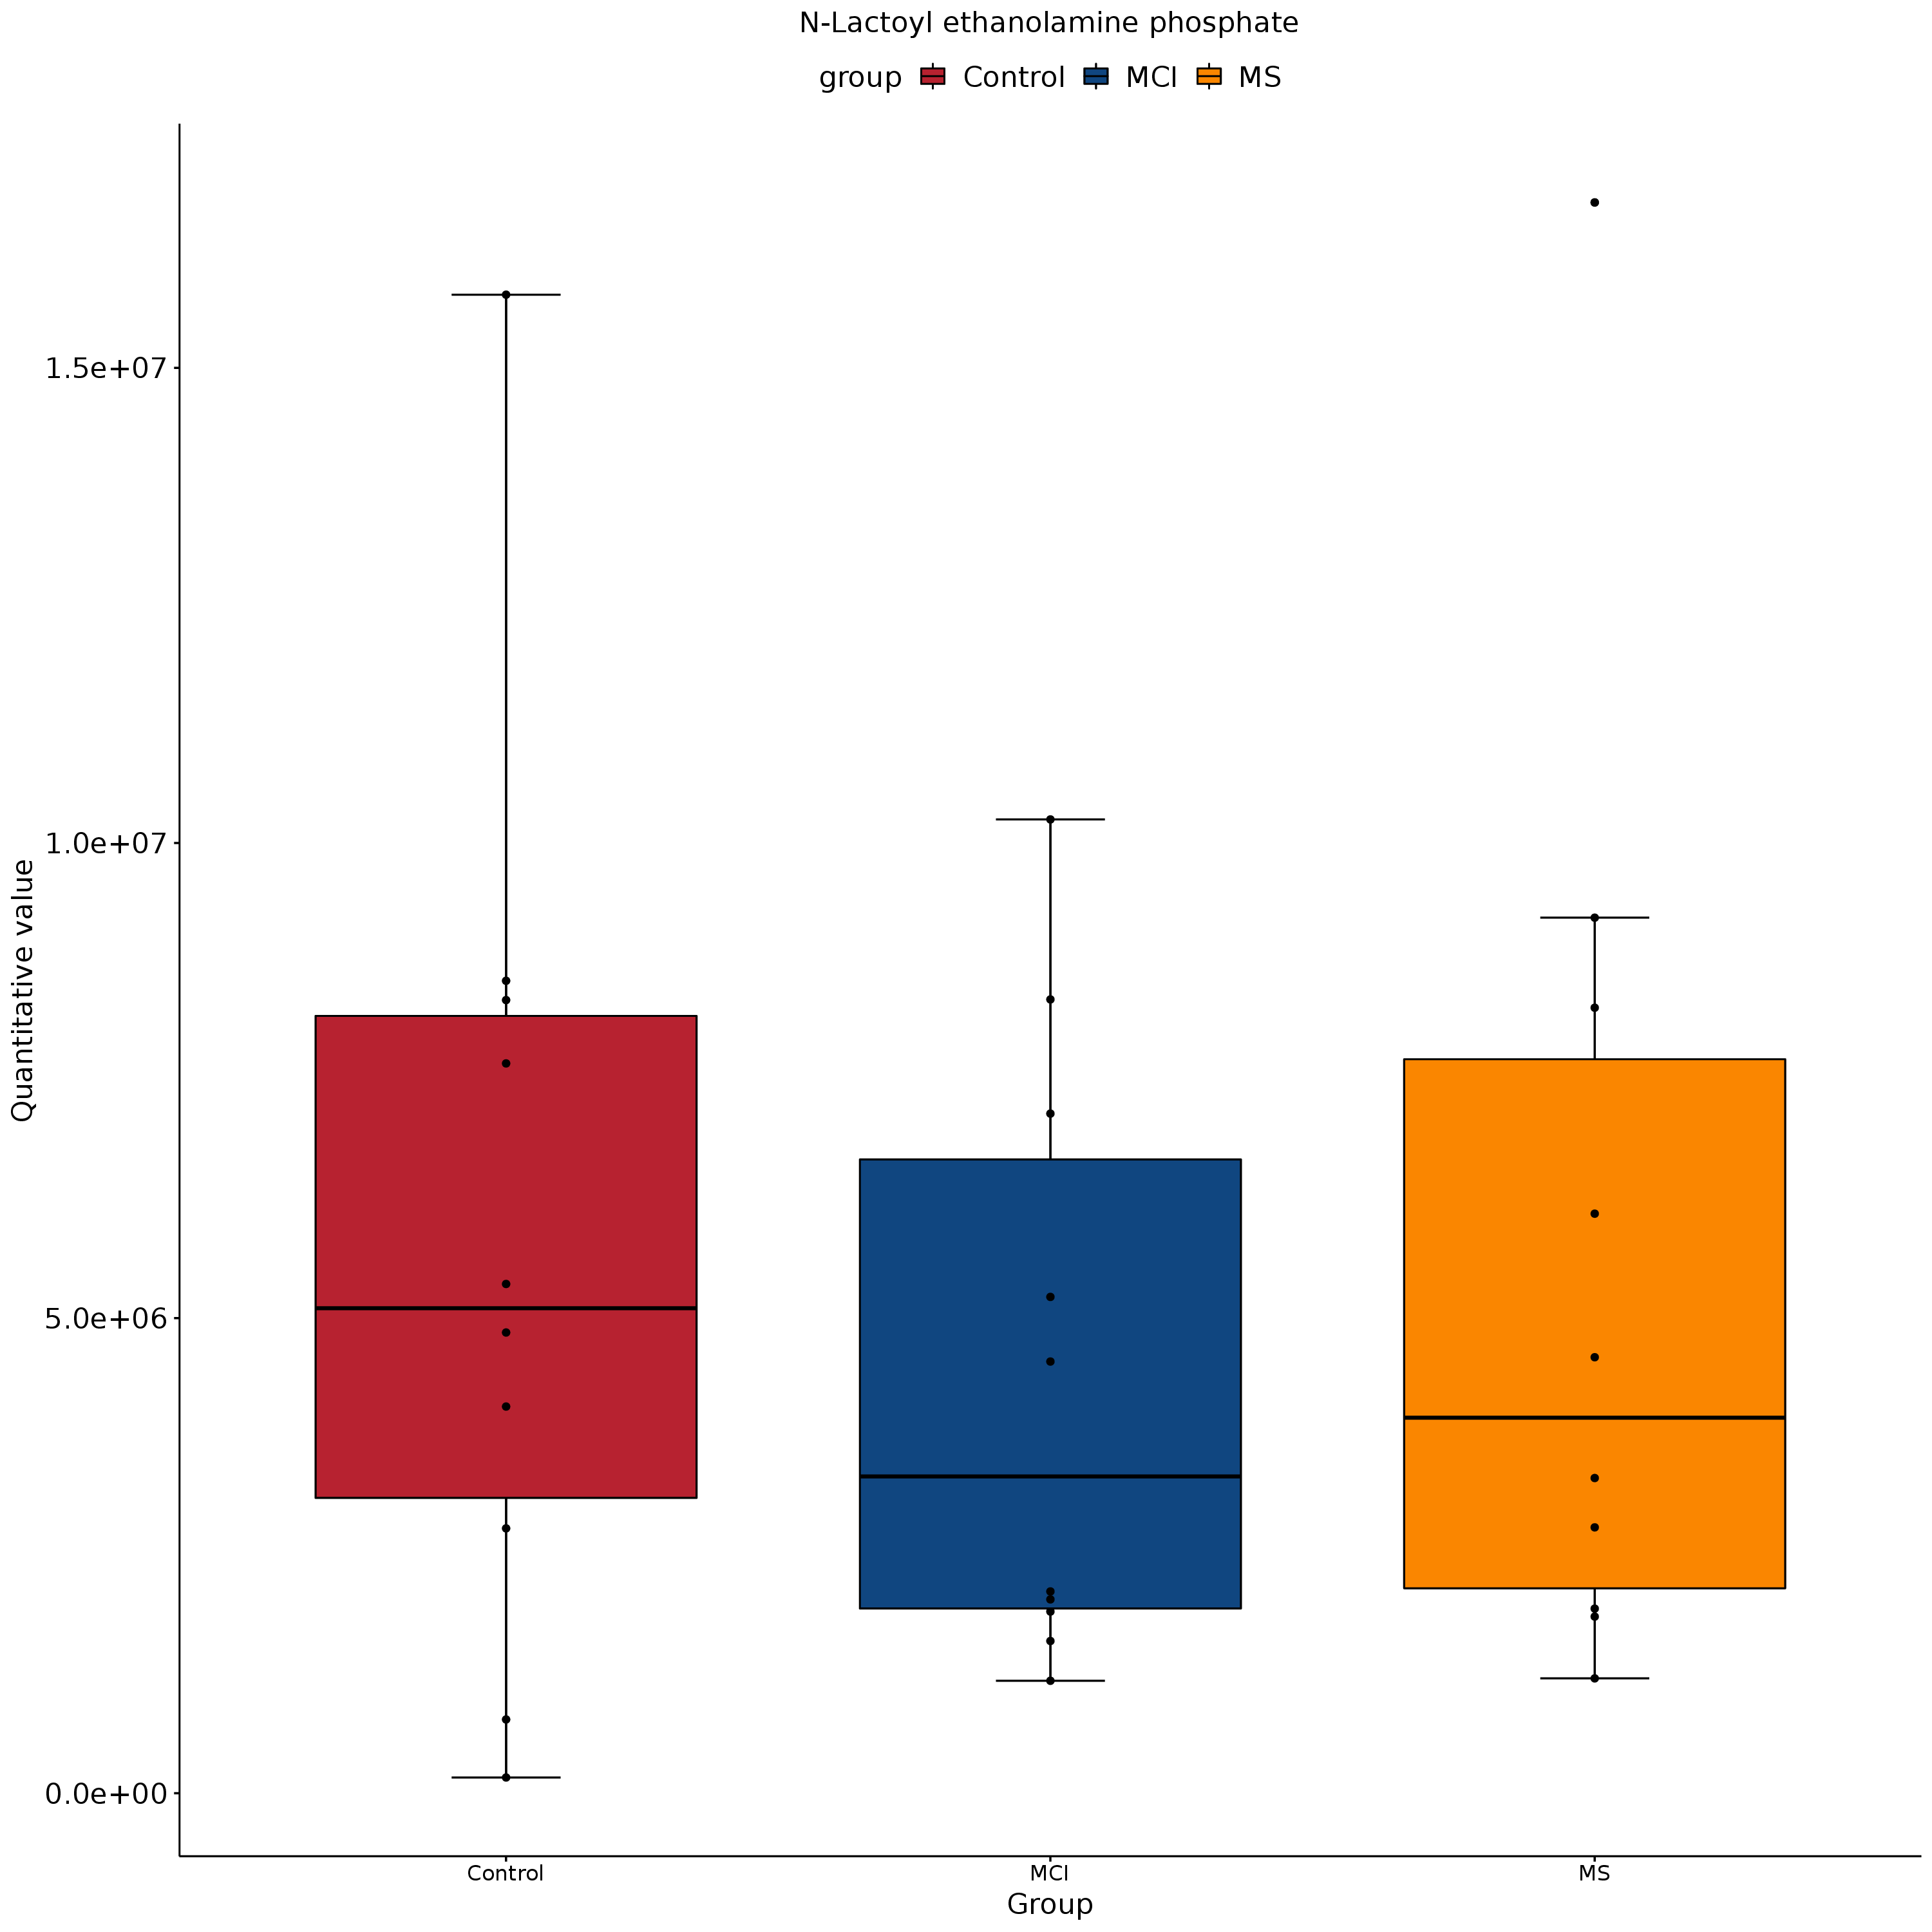 N-Lactoyl ethanolamine phosphate
group Control MCI MS
Quantitative value
1.5e+07
1.0e+07
5.0e+06
0.0e+00
Control MCI MS
Group